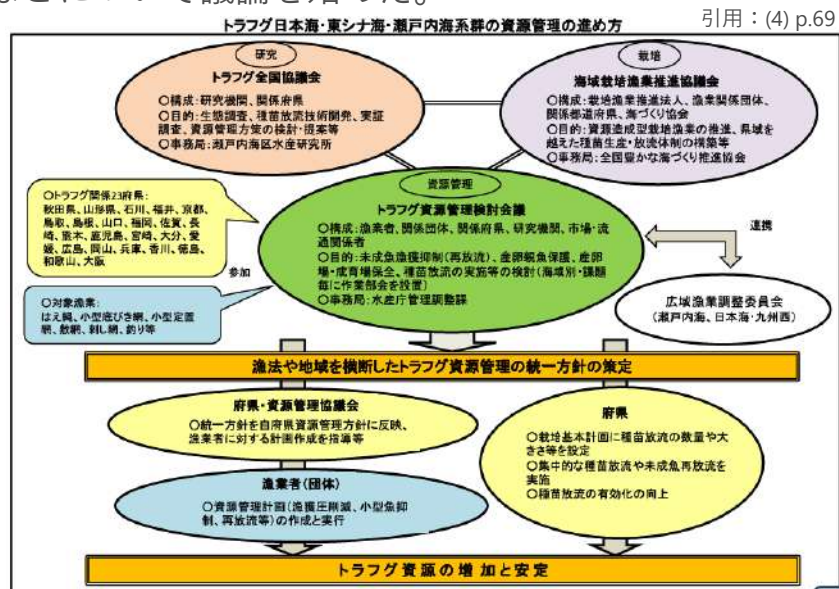 引用：(4) p.69
トラフグ日本海・東シナ海・瀬戸内海系群の資源管理の進め方
研究
トラフグ全国協議会
○構成：研究機関、関係府県
○目的：生態調査、種苗放流技術開発、実証
調査、資源管理方策の検討・提案等
○事務局：瀬戸内海区水産研究所
栽培
海域栽培漁業推進協議会
○構成：栽培漁業推進法人、漁業関係団体、
関係都道府県、海づくり協会
○目的：資源造成型栽培漁業の推進、県域を
越えた種苗生産・放流体制の構築等
○事務局：全国豊かな海づくり推進協会
資源管理
トラフグ資源管理検討会議
○構成：漁業者、関係団体、関係府県、研究機関、市場・流
通関係者
○目的：未成魚漁獲抑制(再放流)、産卵親魚保護、産卵
場・成育場保全、種苗放流の実施等の検討(海域別・課題
毎に作業部会を設置)
○事務局：水産庁管理調整課
○トラフグ関係23府県：
秋田県、山形県、石川、福井、京都、
鳥取、島根、山口、福岡、佐賀、長
崎、熊本、鹿児島、宮崎、大分、愛
媛、広島、岡山、兵庫、香川、徳島、
和歌山、大阪
参加
○対象漁業：
はえ縄、小型底びき網、小型定置
網、敷網、刺し網、釣り等
連携
広域漁業調整委員会
(瀬戸内海、日本海・九州西)
漁法や地域を横断したトラフグ資源管理の統一方針の策定
府県・資源管理協議会
○統一方針を自府県資源管理方針に反映、
漁業者に対する計画作成を指導等
漁業者(団体)
○資源管理計画(漁獲圧削減、小型魚抑
制、再放流等)の作成と実行
府県
○栽培基本計画に種苗放流の数量や大
きさ等を設定
○集中的な種苗放流や未成魚再放流を
実施
○種苗放流の有効化の向上
トラフグ資源の増加と安定